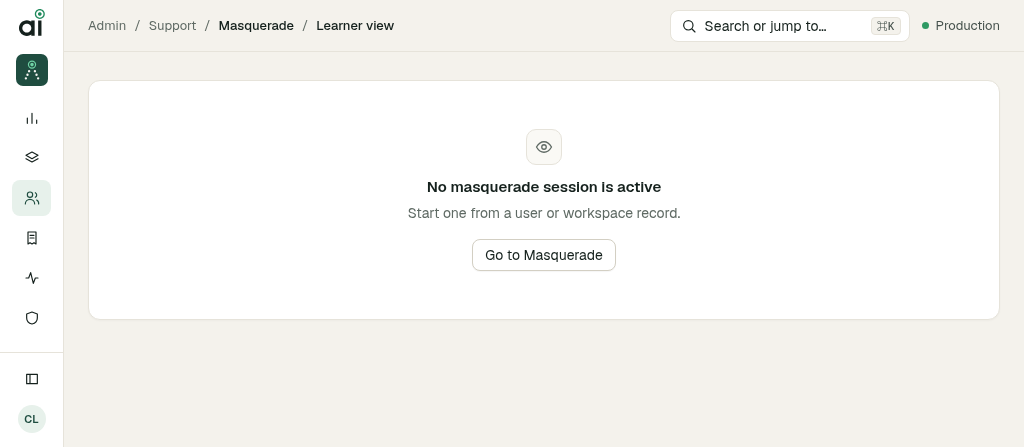 ai
Admin / Support / Masquerade / Learner view
Search or jump to... ⌘K
Production
No masquerade session is active
Start one from a user or workspace record.
Go to Masquerade
CL